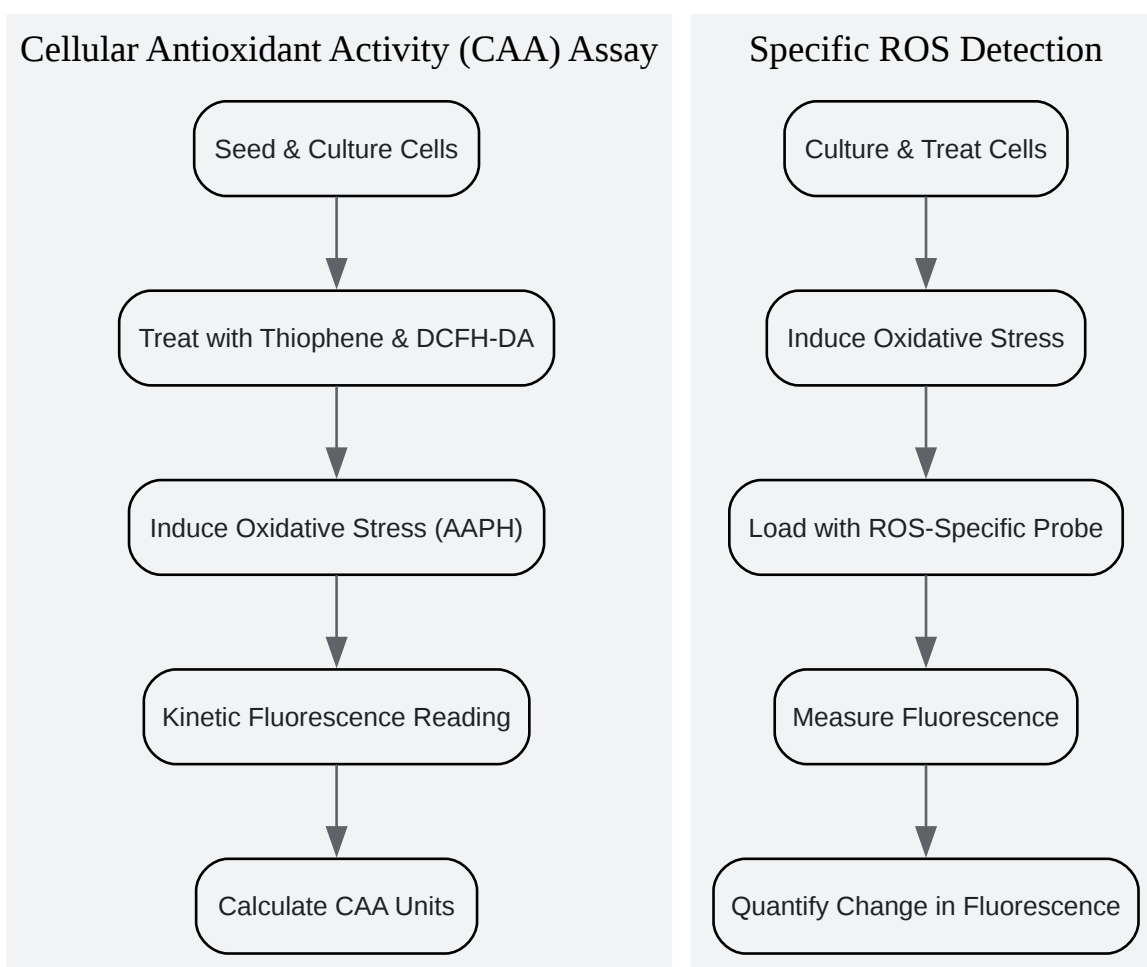 Cellular Antioxidant Activity (CAA) Assay
Seed & Culture Cells
Treat with Thiophene & DCFH-DA
Induce Oxidative Stress (AAPH)
Kinetic Fluorescence Reading
Calculate CAA Units
Specific ROS Detection
Culture & Treat Cells
Induce Oxidative Stress
Load with ROS-Specific Probe
Measure Fluorescence
Quantify Change in Fluorescence